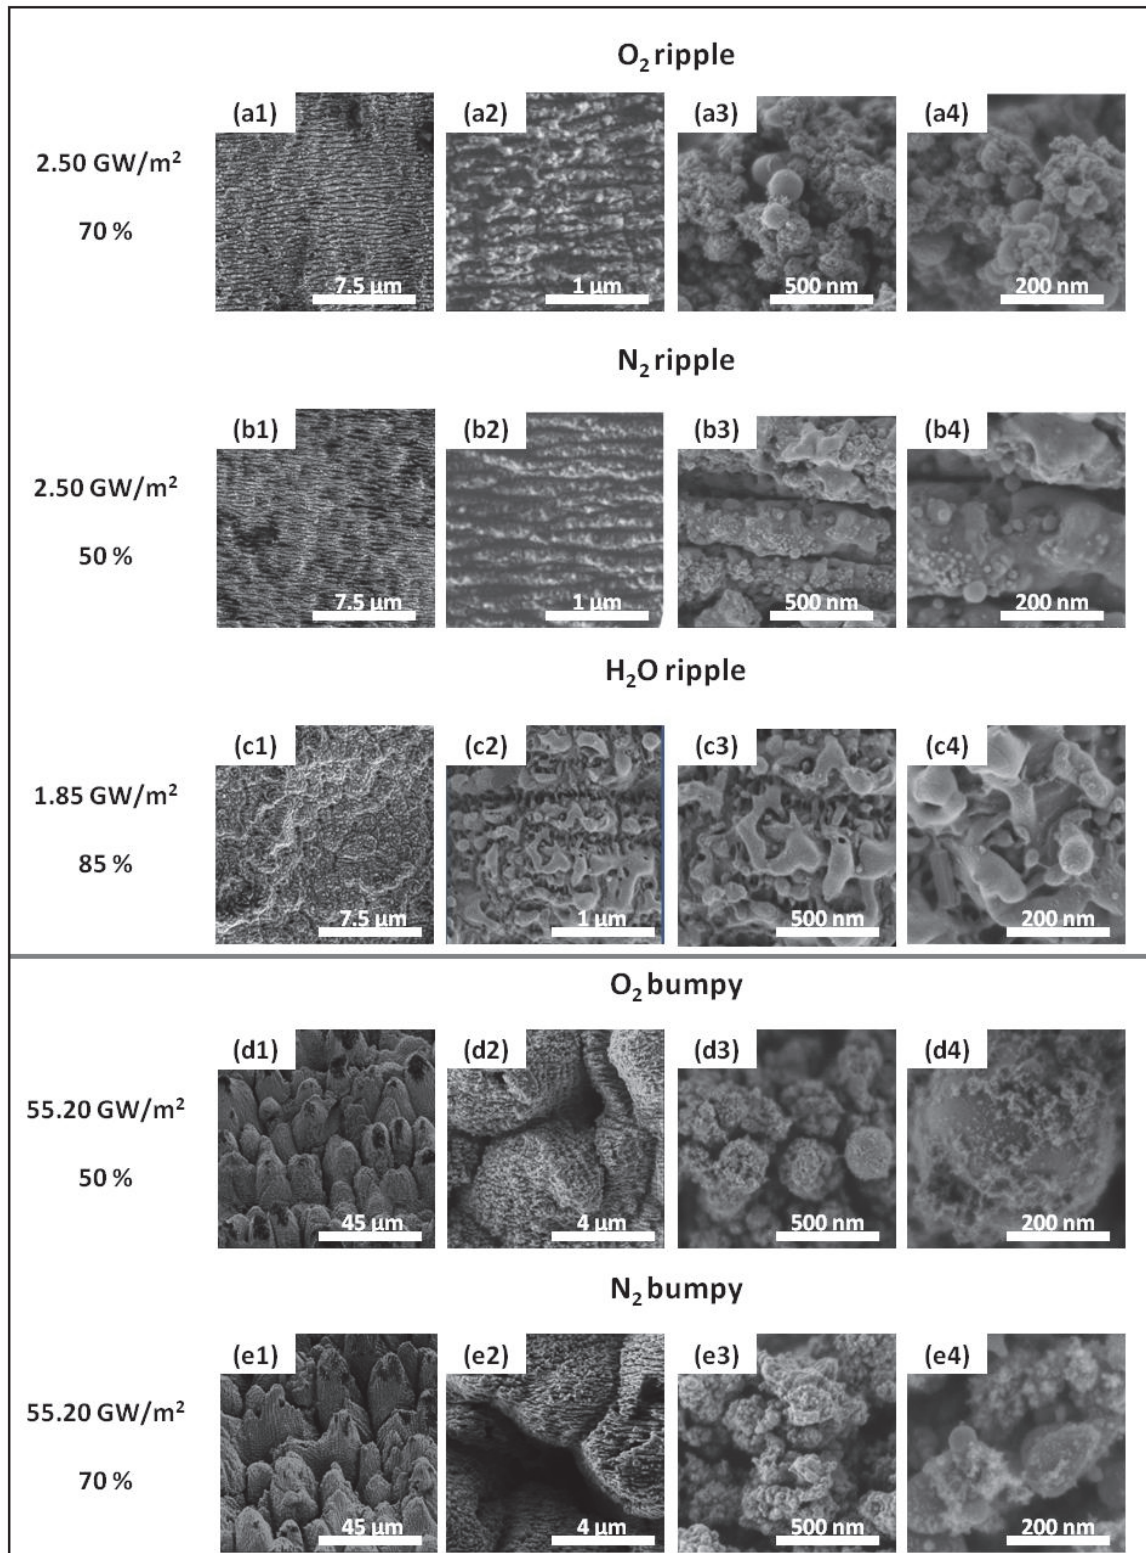 O₂ ripple
2.50 GW/m²
70 %
(a1) (a2) (a3) (a4)
7.5 µm 1 µm 500 nm 200 nm
N₂ ripple
2.50 GW/m²
50 %
(b1) (b2) (b3) (b4)
7.5 µm 1 µm 500 nm 200 nm
H₂O ripple
1.85 GW/m²
85 %
(c1) (c2) (c3) (c4)
7.5 µm 1 µm 500 nm 200 nm
O₂ bumpy
55.20 GW/m²
50 %
(d1) (d2) (d3) (d4)
45 µm 4 µm 500 nm 200 nm
N₂ bumpy
55.20 GW/m²
70 %
(e1) (e2) (e3) (e4)
45 µm 4 µm 500 nm 200 nm